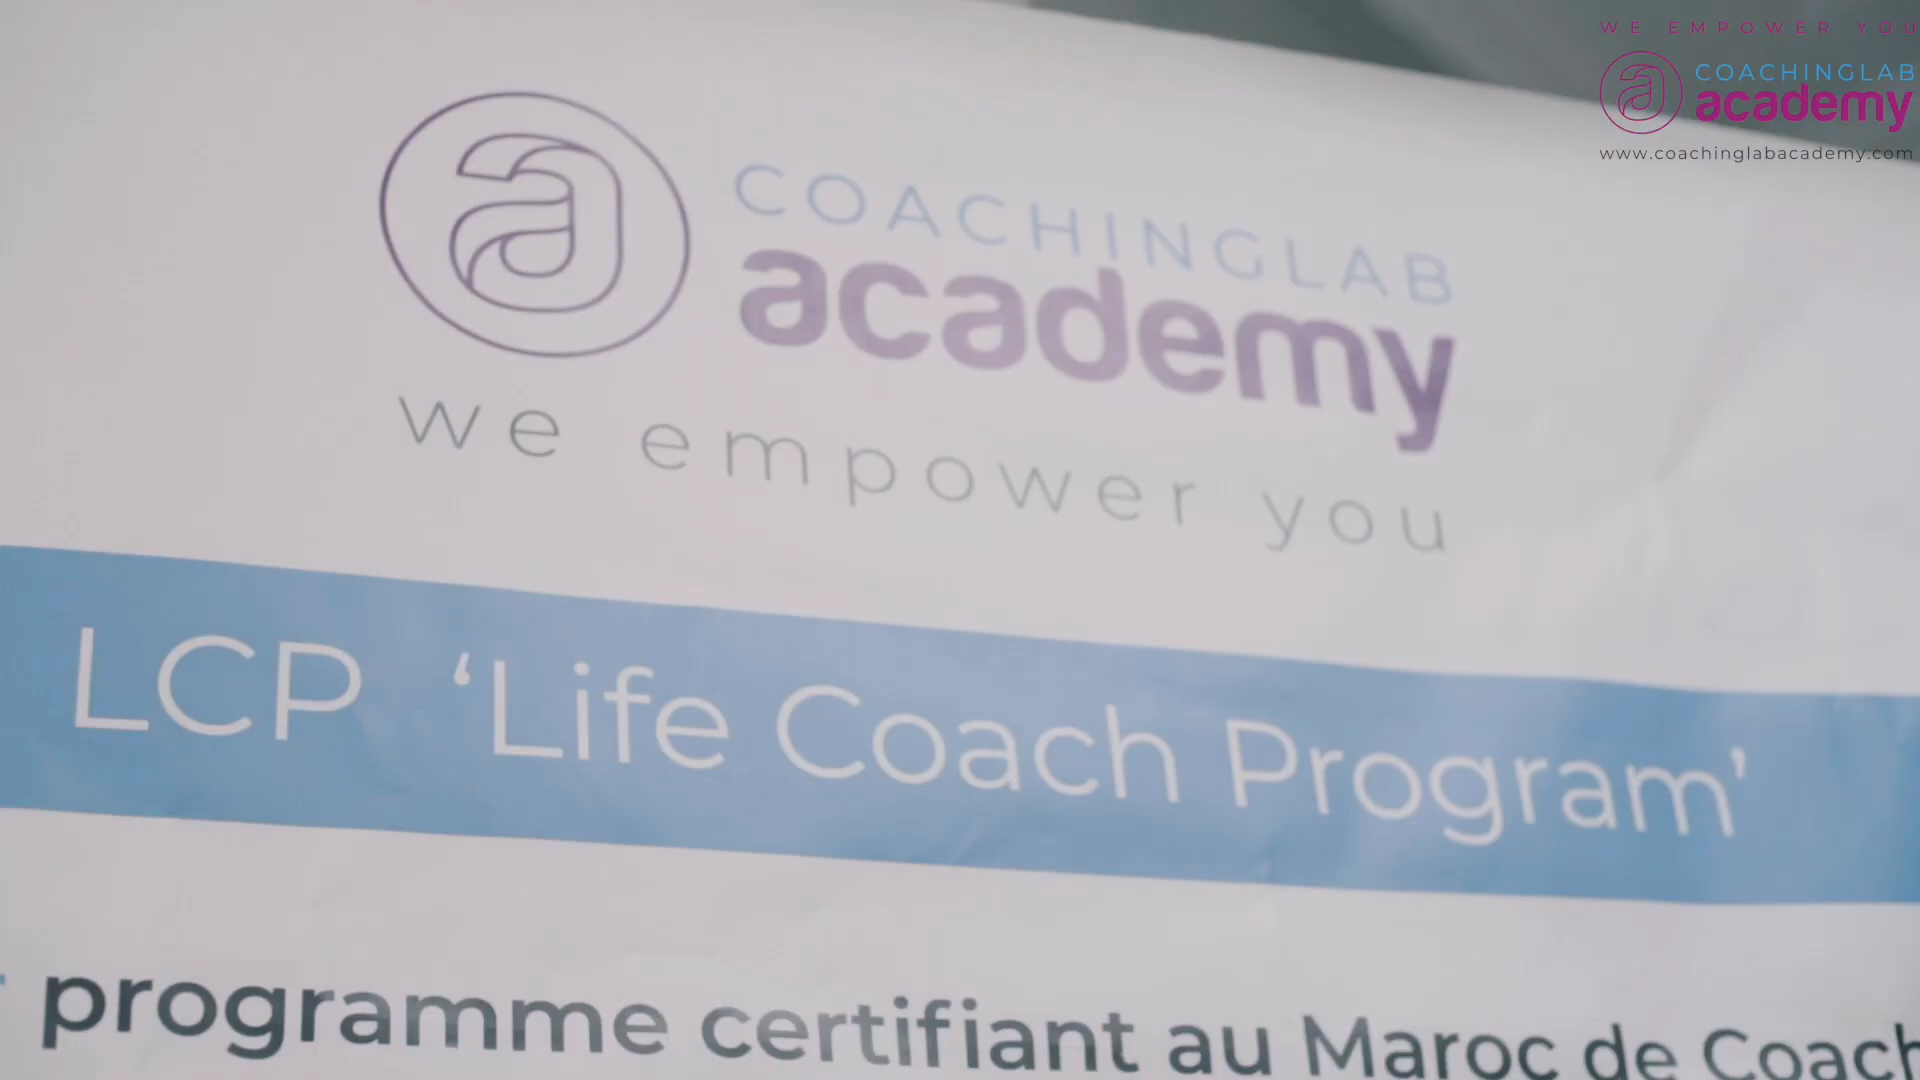 WE EMPOWER YOU
COACHINGLAB
academy
www.coachinglabacademy.com
COACHINGLAB
academy
we empower you
LCP ‘Life Coach Program’
programme certifiant au Maroc de Coach